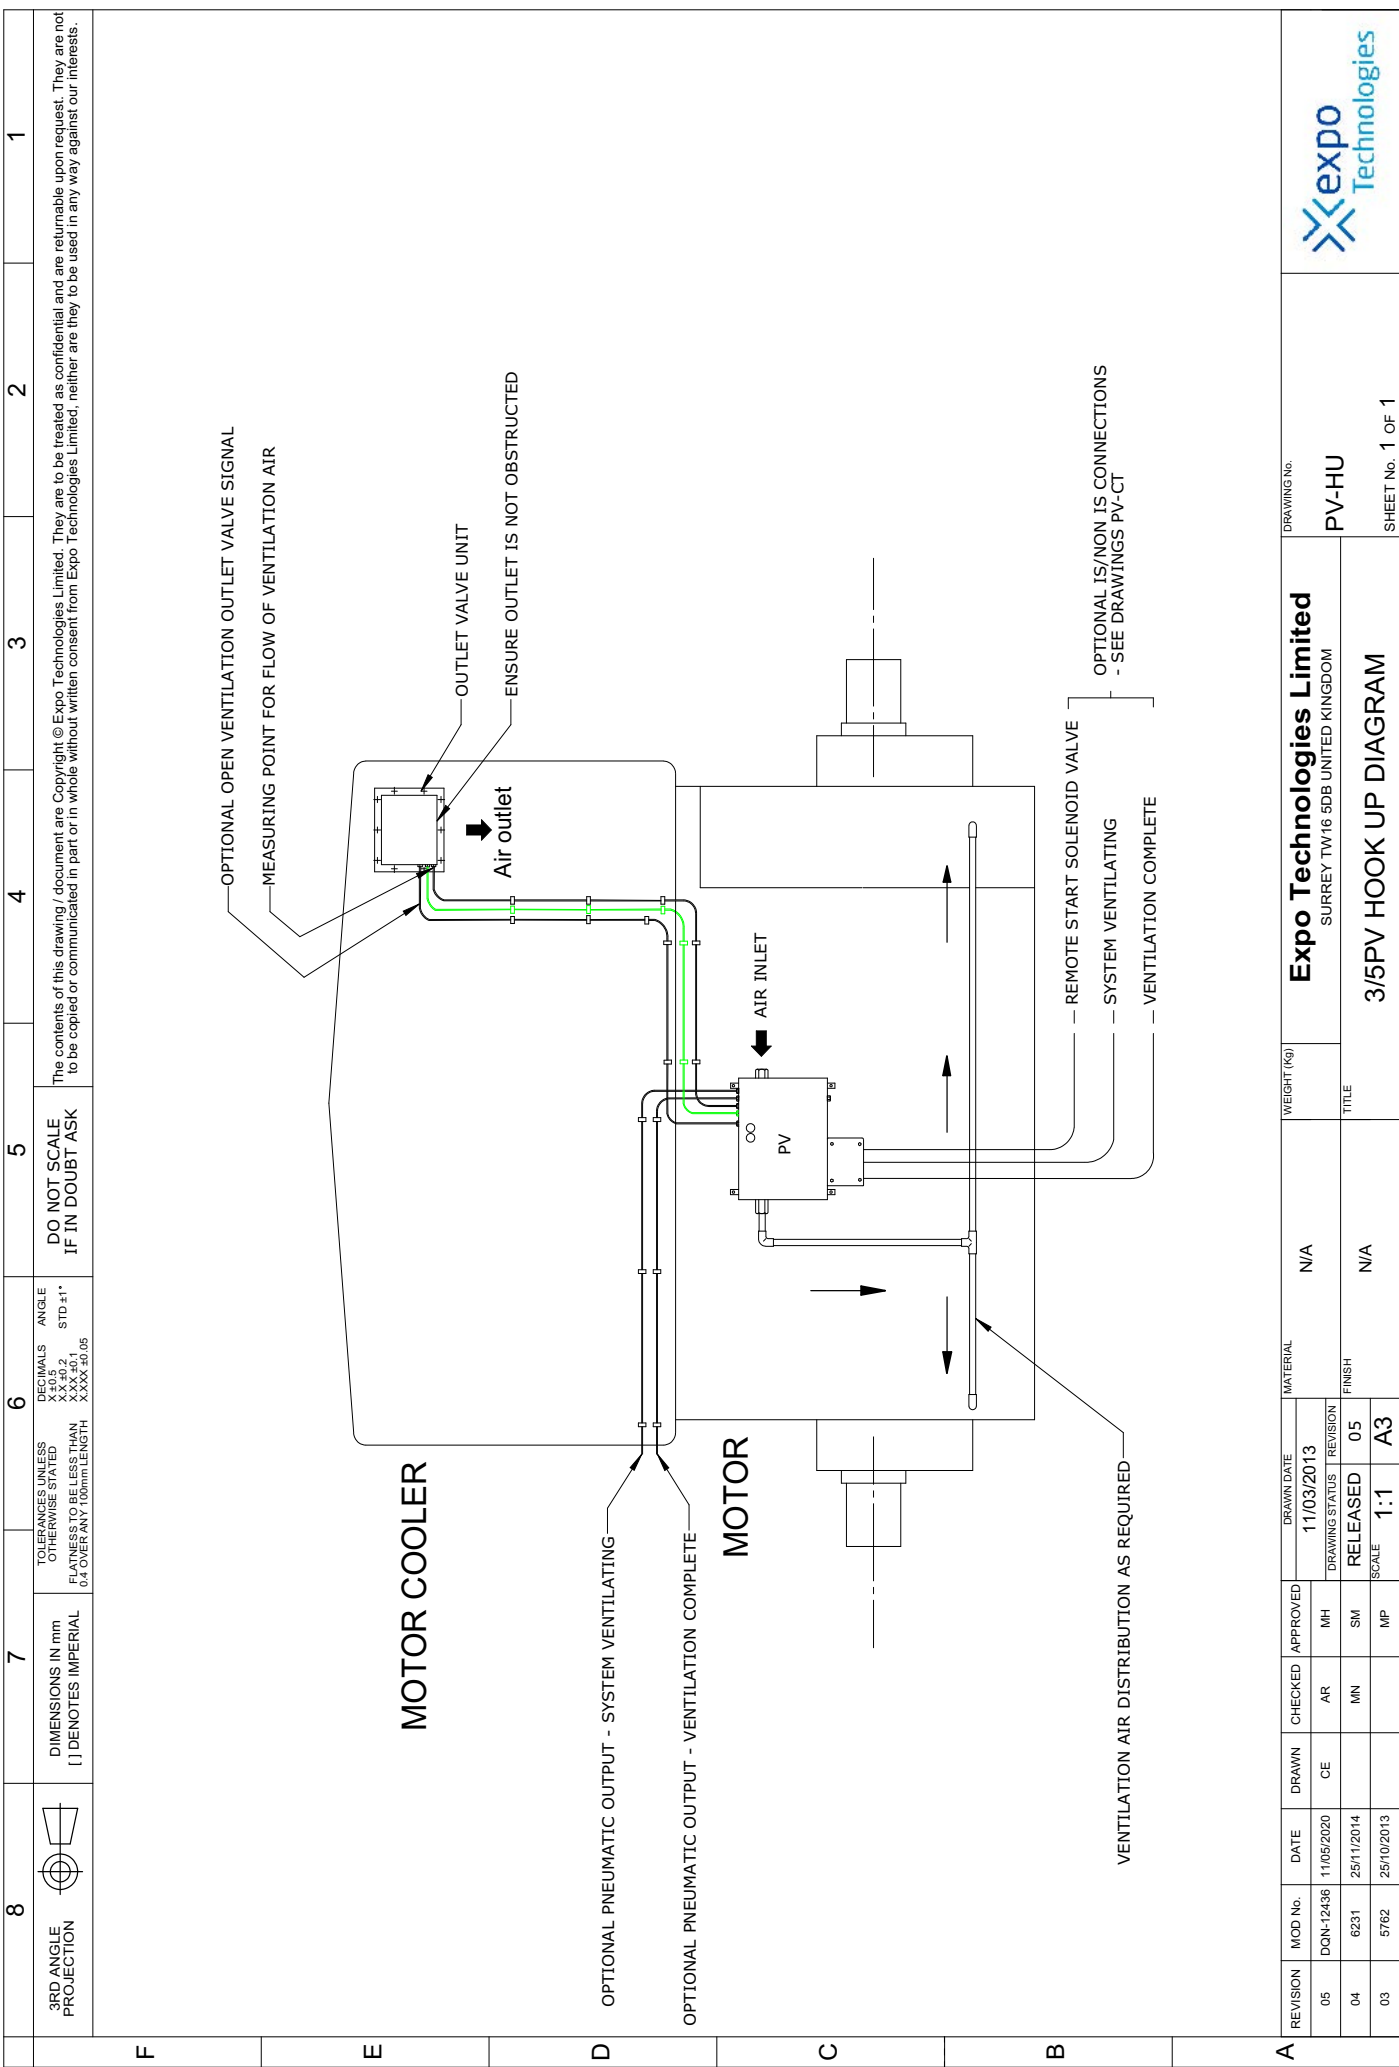 8
7
6
5
4
3
2
1
3RD ANGLE
PROJECTION
DIMENSIONS IN mm
[ ] DENOTES IMPERIAL
TOLERANCES UNLESS
OTHERWISE STATED
FLATNESS TO BE LESS THAN
0.4 OVER ANY 100mm LENGTH
DECIMALS
X ±0.5
X.X ±0.2
X.XX ±0.1
X.XXX ±0.05
ANGLE
STD ±1°
DO NOT SCALE
IF IN DOUBT ASK
The contents of this drawing / document are Copyright © Expo Technologies Limited. They are to be treated as confidential and are returnable upon request. They are not
to be copied or communicated in part or in whole without written consent from Expo Technologies Limited, neither are they to be used in any way against our interests.
F
E
D
C
B
A
OPTIONAL OPEN VENTILATION OUTLET VALVE SIGNAL
MEASURING POINT FOR FLOW OF VENTILATION AIR
OUTLET VALVE UNIT
ENSURE OUTLET IS NOT OBSTRUCTED
Air outlet
MOTOR COOLER
OPTIONAL PNEUMATIC OUTPUT - SYSTEM VENTILATING
OPTIONAL PNEUMATIC OUTPUT - VENTILATION COMPLETE
MOTOR
AIR INLET
PV
REMOTE START SOLENOID VALVE
SYSTEM VENTILATING
VENTILATION COMPLETE
OPTIONAL IS/NON IS CONNECTIONS
- SEE DRAWINGS PV-CT
VENTILATION AIR DISTRIBUTION AS REQUIRED
REVISION MOD No. DATE DRAWN CHECKED APPROVED
05 DQN-12436 11/05/2020 CE AR MH
04 6231 25/11/2014 MN SM
03 5762 25/10/2013 MP
DRAWN DATE
11/03/2013
DRAWING STATUS
RELEASED
REVISION
05
SCALE
1:1
A3
MATERIAL
N/A
FINISH
N/A
WEIGHT (Kg)
Expo Technologies Limited
SURREY TW16 5DB UNITED KINGDOM
TITLE
3/5PV HOOK UP DIAGRAM
DRAWING No.
PV-HU
SHEET No. 1 OF 1
expo
Technologies